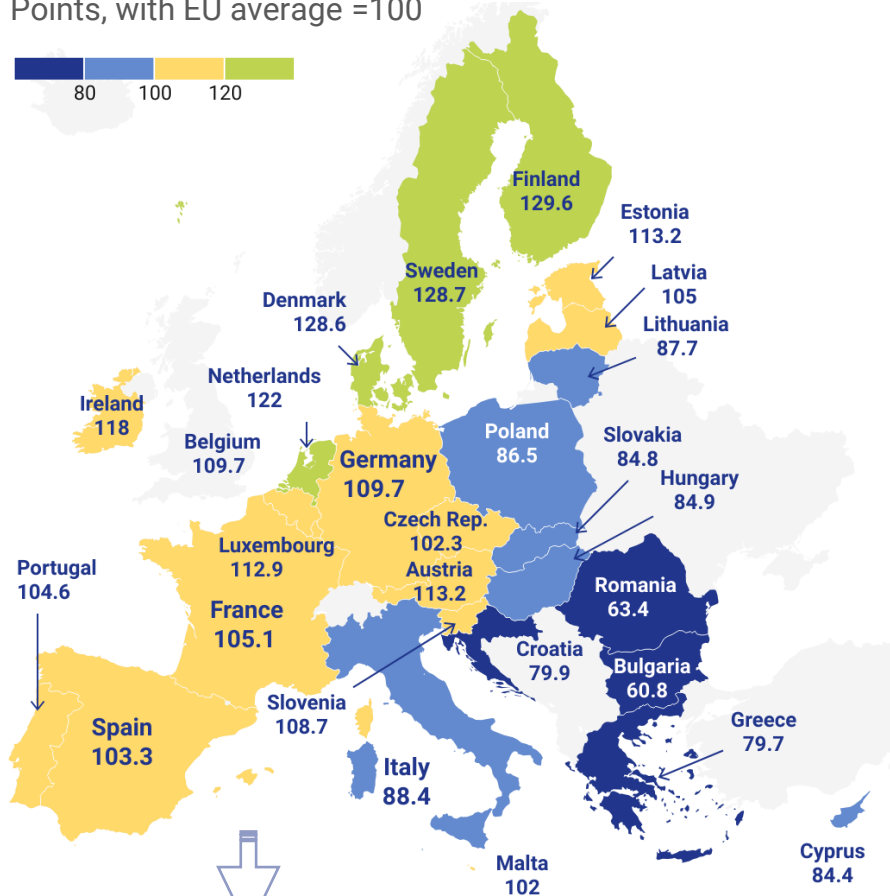 Points, with EU average =100
80 100 120
Finland
129.6
Estonia
113.2
Sweden
128.7
Latvia
105
Denmark
128.6
Lithuania
87.7
Netherlands
122
Ireland
118
Belgium
109.7
Poland
86.5
Slovakia
84.8
Germany
109.7
Hungary
84.9
Czech Rep.
102.3
Luxembourg
112.9
Austria
113.2
Portugal
104.6
France
105.1
Romania
63.4
Croatia
79.9
Bulgaria
60.8
Slovenia
108.7
Spain
103.3
Greece
79.7
Italy
88.4
Malta
102
Cyprus
84.4